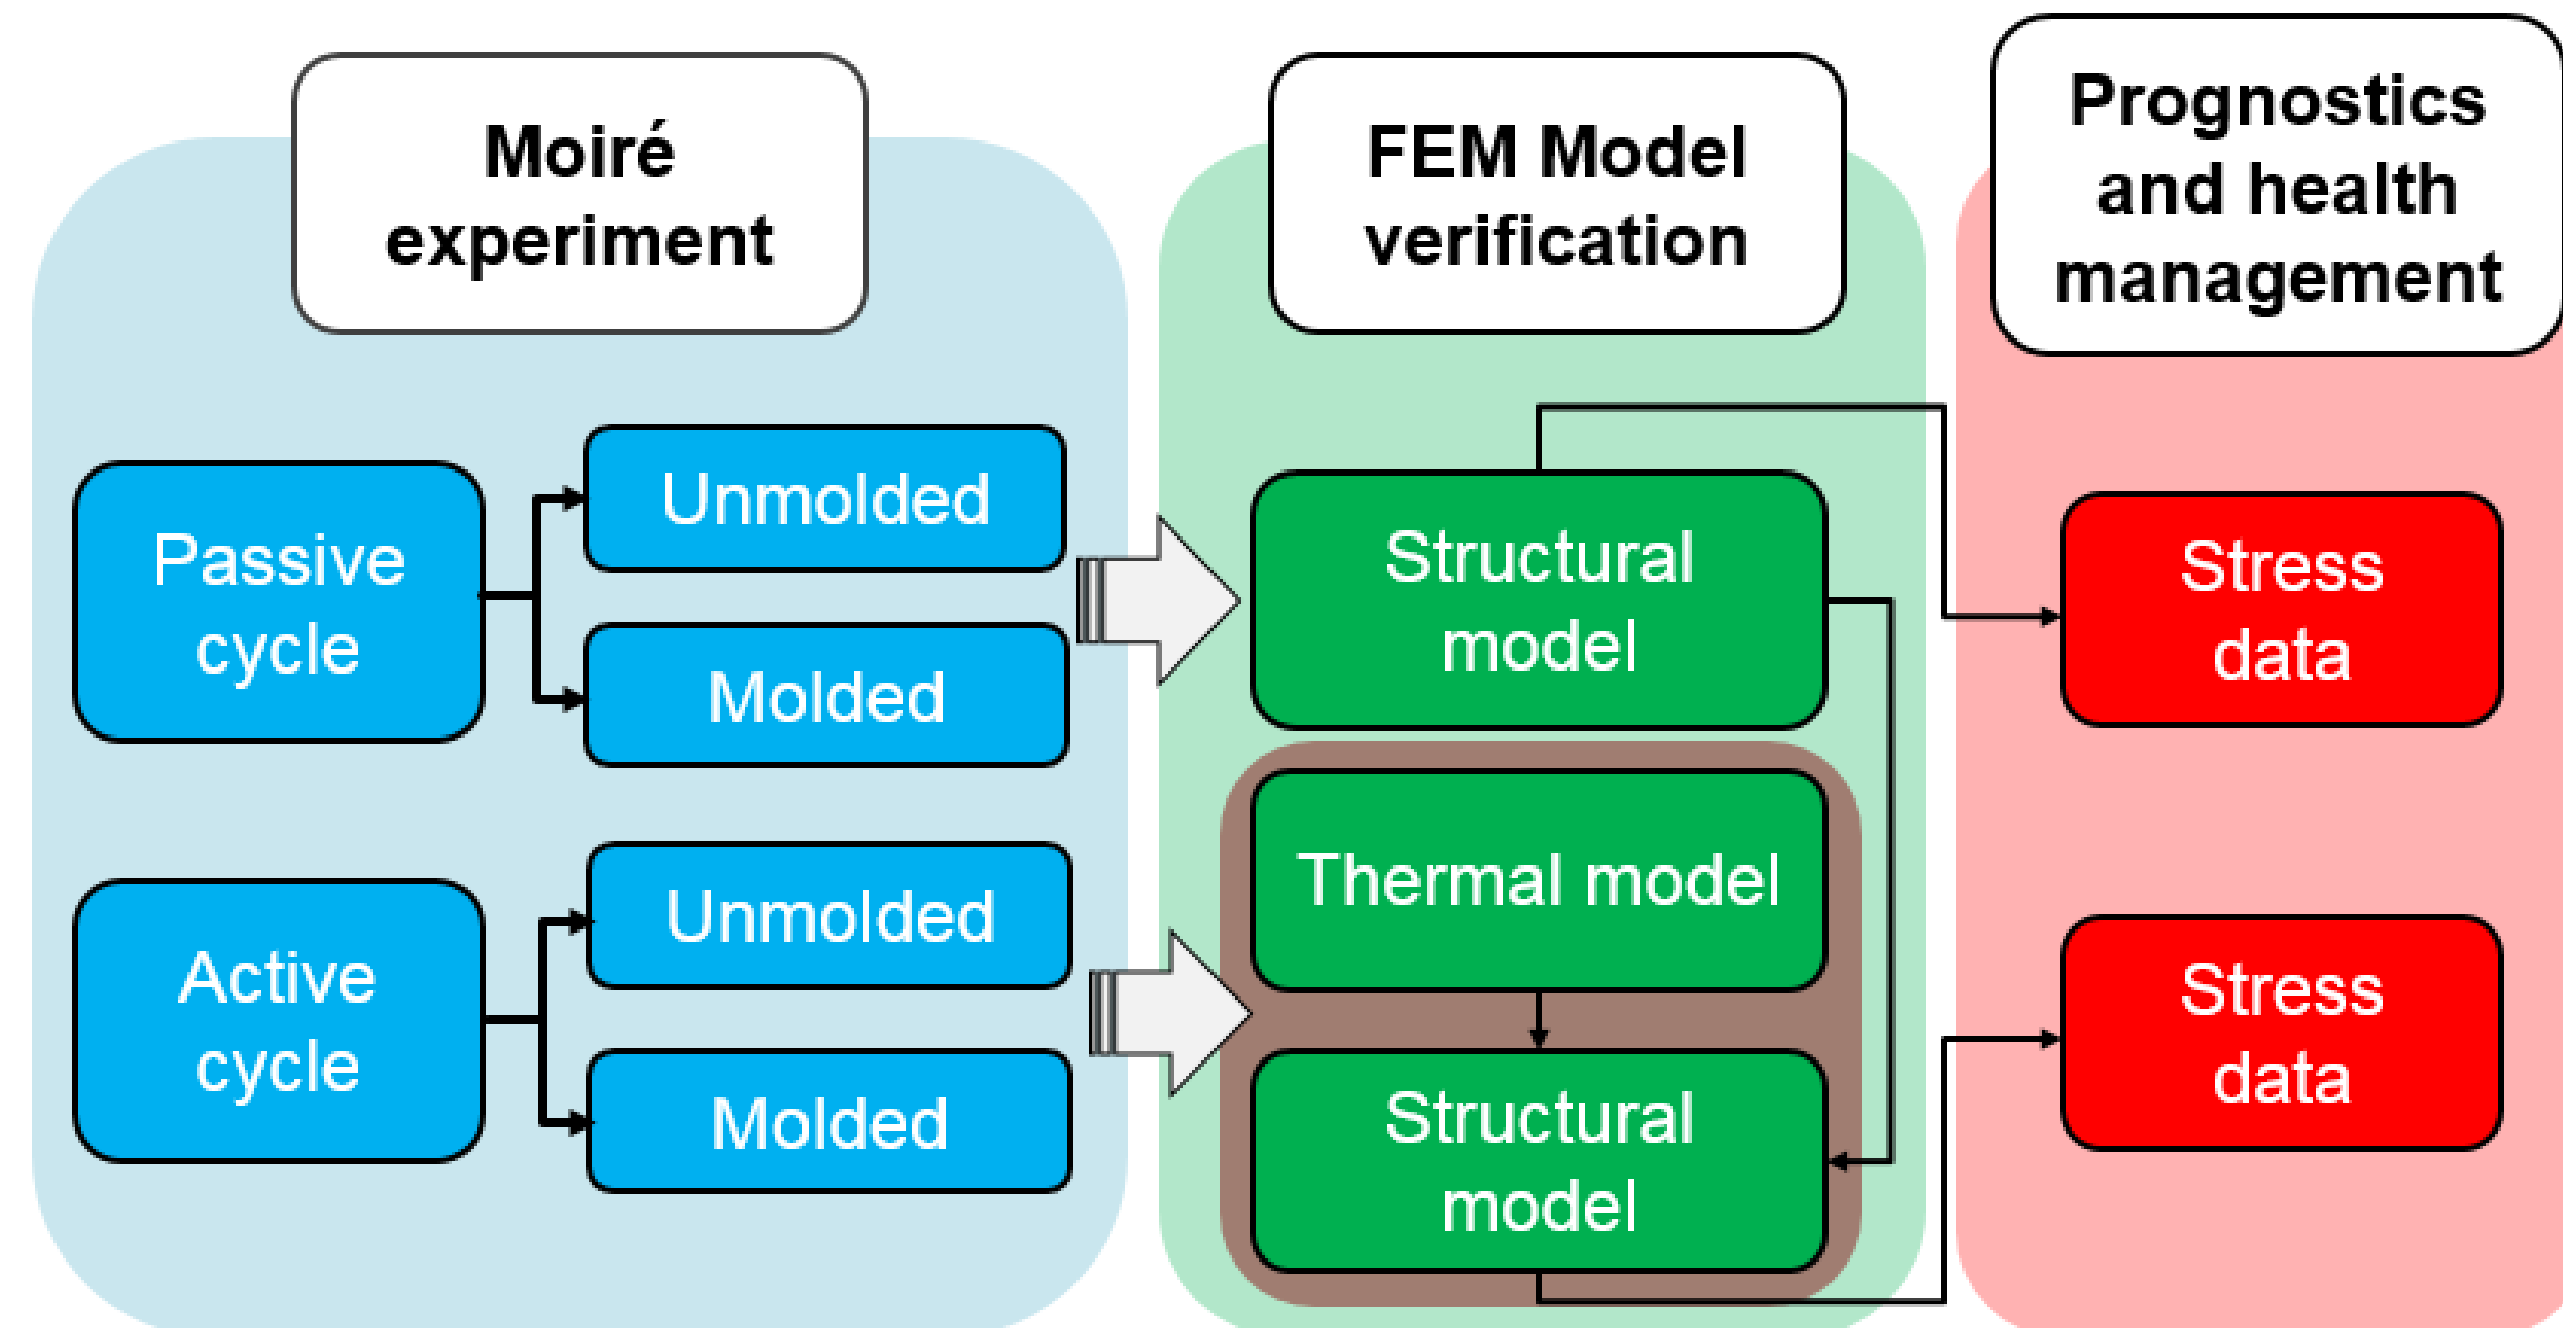 Moiré
experiment
FEM Model
verification
Prognostics
and health
management
Passive
cycle
Unmolded
Molded
Active
cycle
Unmolded
Molded
Structural
model
Thermal model
Structural
model
Stress
data
Stress
data